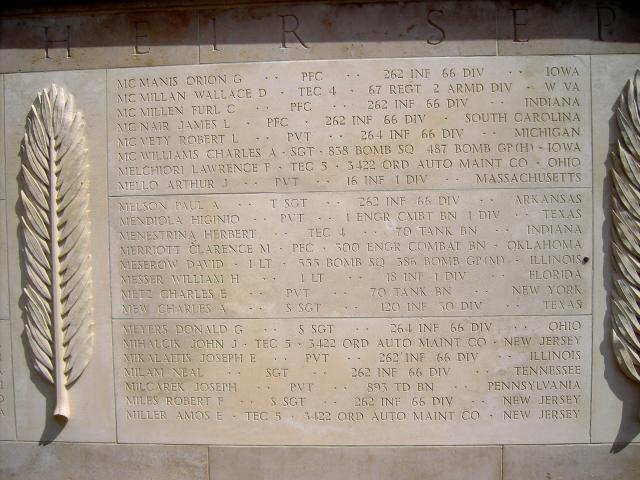 HEIR SEP
MC MANIS ORION G · PFC · 262 INF 66 DIV · IOWA
MC MILLAN WALLACE D · TEC 4 · 67 REGT 2 ARMD DIV · W VA
MC MILLEN FURL C · PFC · 262 INF 66 DIV · INDIANA
MC NAIR JAMES L · PFC · 262 INF 66 DIV · SOUTH CAROLINA
MC VETY ROBERT L · PVT · 264 INF 66 DIV · MICHIGAN
MC WILLIAMS CHARLES A · SGT · 838 BOMB SQ 487 BOMB GP(H) · IOWA
MELCHIORI LAWRENCE F · TEC 5 · 3422 ORD AUTO MAINT CO · OHIO
MELLO ARTHUR J · PVT · 16 INF 1 DIV · MASSACHUSETTS
MELSON PAUL A · T SGT · 262 INF 66 DIV · ARKANSAS
MENDIOLA HIGINIO · PVT · 1 ENGR CMBT BN 1 DIV · TEXAS
MENESTRINA HERBERT · TEC 4 · 70 TANK BN · INDIANA
MERRIOTT CLARENCE M · PFC · 300 ENGR COMBAT BN · OKLAHOMA
MESEROW DAVID · 1 LT · 553 BOMB SQ 386 BOMB GP(M) · ILLINOIS
MESSER WILLIAM H · 1 LT · 18 INF 1 DIV · FLORIDA
METZ CHARLES E · PVT · 70 TANK BN · NEW YORK
MEW CHARLES A · S SGT · 120 INF 30 DIV · TEXAS
MEYERS DONALD G · S SGT · 264 INF 66 DIV · OHIO
MIHALCIK JOHN J · TEC 5 · 3422 ORD AUTO MAINT CO · NEW JERSEY
MIKALAITIS JOSEPH E · PVT · 262 INF 66 DIV · ILLINOIS
MILAM NEAL · SGT · 262 INF 66 DIV · TENNESSEE
MILCAREK JOSEPH · PVT · 893 TD BN · PENNSYLVANIA
MILES ROBERT F · S SGT · 262 INF 66 DIV · NEW JERSEY
MILLER AMOS E · TEC 5 · 3422 ORD AUTO MAINT CO · NEW JERSEY